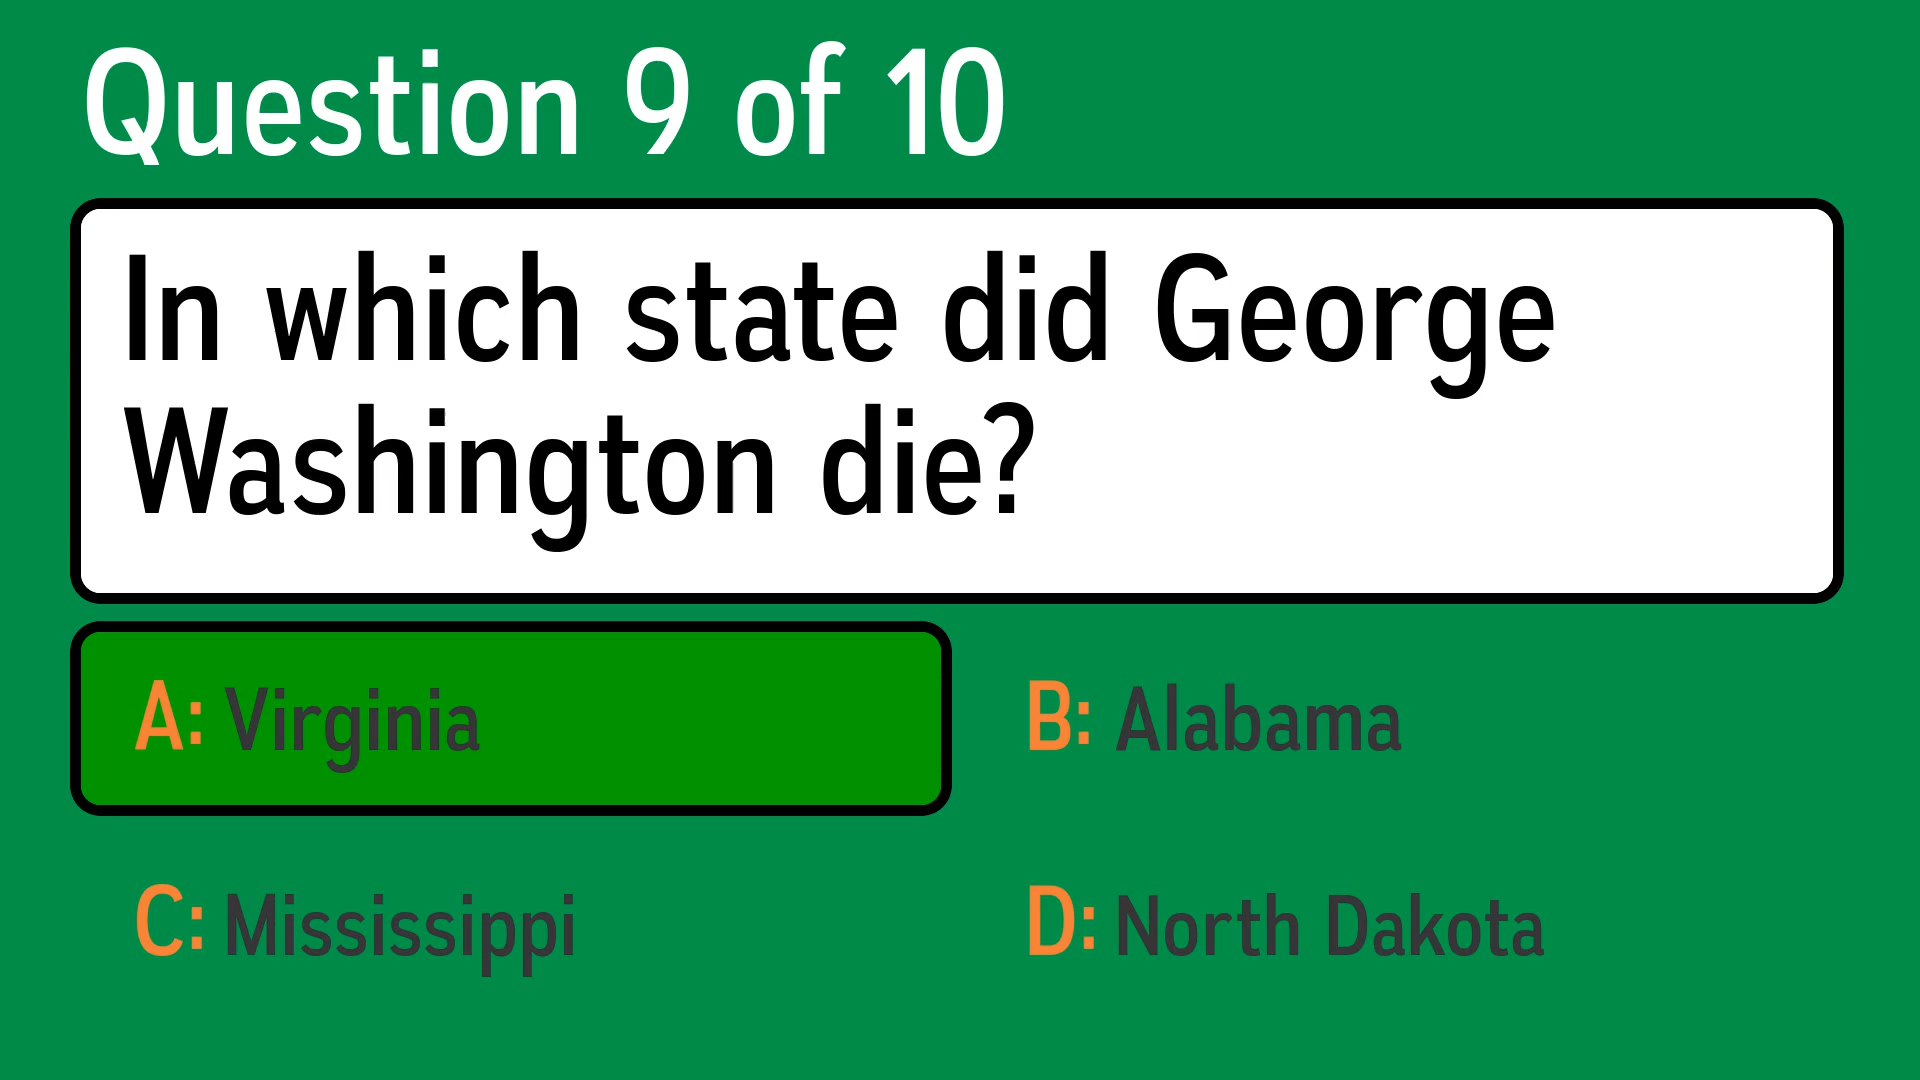 Question 9 of 10
In which state did George
Washington die?
A: Virginia
B: Alabama
C: Mississippi
D: North Dakota